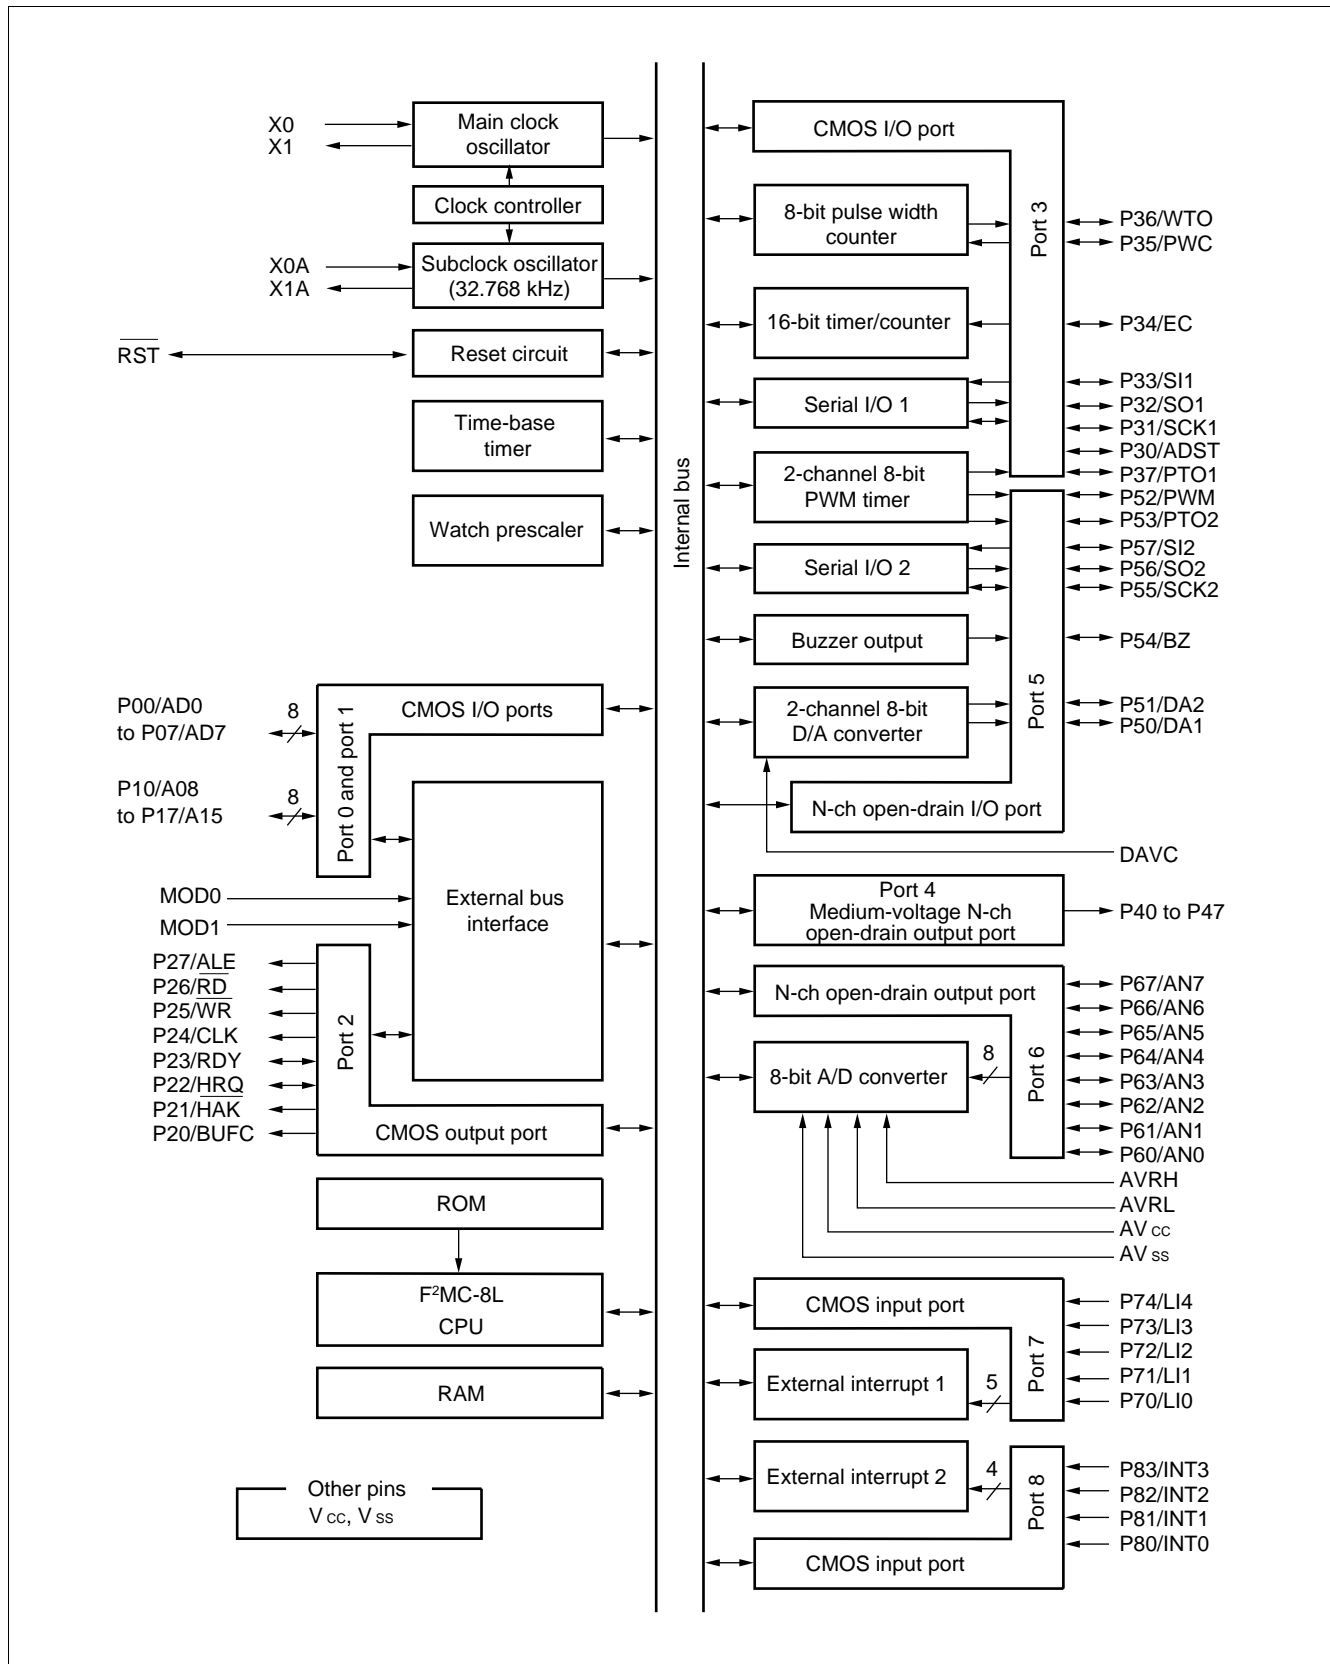 X0
X1
Main clock
oscillator
Clock controller
X0A
X1A
Subclock oscillator
(32.768 kHz)
RST
Reset circuit
Time-base
timer
Watch prescaler
P00/AD0
to P07/AD7
8
P10/A08
to P17/A15
8
Port 0 and port 1
CMOS I/O ports
MOD0
MOD1
External bus
interface
P27/ALE
P26/RD
P25/WR
P24/CLK
P23/RDY
P22/HRQ
P21/HAK
P20/BUFC
Port 2
CMOS output port
ROM
F²MC-8L
CPU
RAM
Other pins
VCC, VSS
Internal bus
CMOS I/O port
8-bit pulse width
counter
16-bit timer/counter
Serial I/O 1
2-channel 8-bit
PWM timer
Port 3
P36/WTO
P35/PWC
P34/EC
P33/SI1
P32/SO1
P31/SCK1
P30/ADST
P37/PTO1
P52/PWM
P53/PTO2
P57/SI2
P56/SO2
P55/SCK2
P54/BZ
P51/DA2
P50/DA1
Serial I/O 2
Buzzer output
2-channel 8-bit
D/A converter
Port 5
N-ch open-drain I/O port
DAVC
Port 4
Medium-voltage N-ch
open-drain output port
P40 to P47
N-ch open-drain output port
8-bit A/D converter
8
Port 6
P67/AN7
P66/AN6
P65/AN5
P64/AN4
P63/AN3
P62/AN2
P61/AN1
P60/AN0
AVRH
AVRL
AVCC
AVSS
CMOS input port
External interrupt 1
5
Port 7
P74/LI4
P73/LI3
P72/LI2
P71/LI1
P70/LI0
External interrupt 2
4
Port 8
CMOS input port
P83/INT3
P82/INT2
P81/INT1
P80/INT0